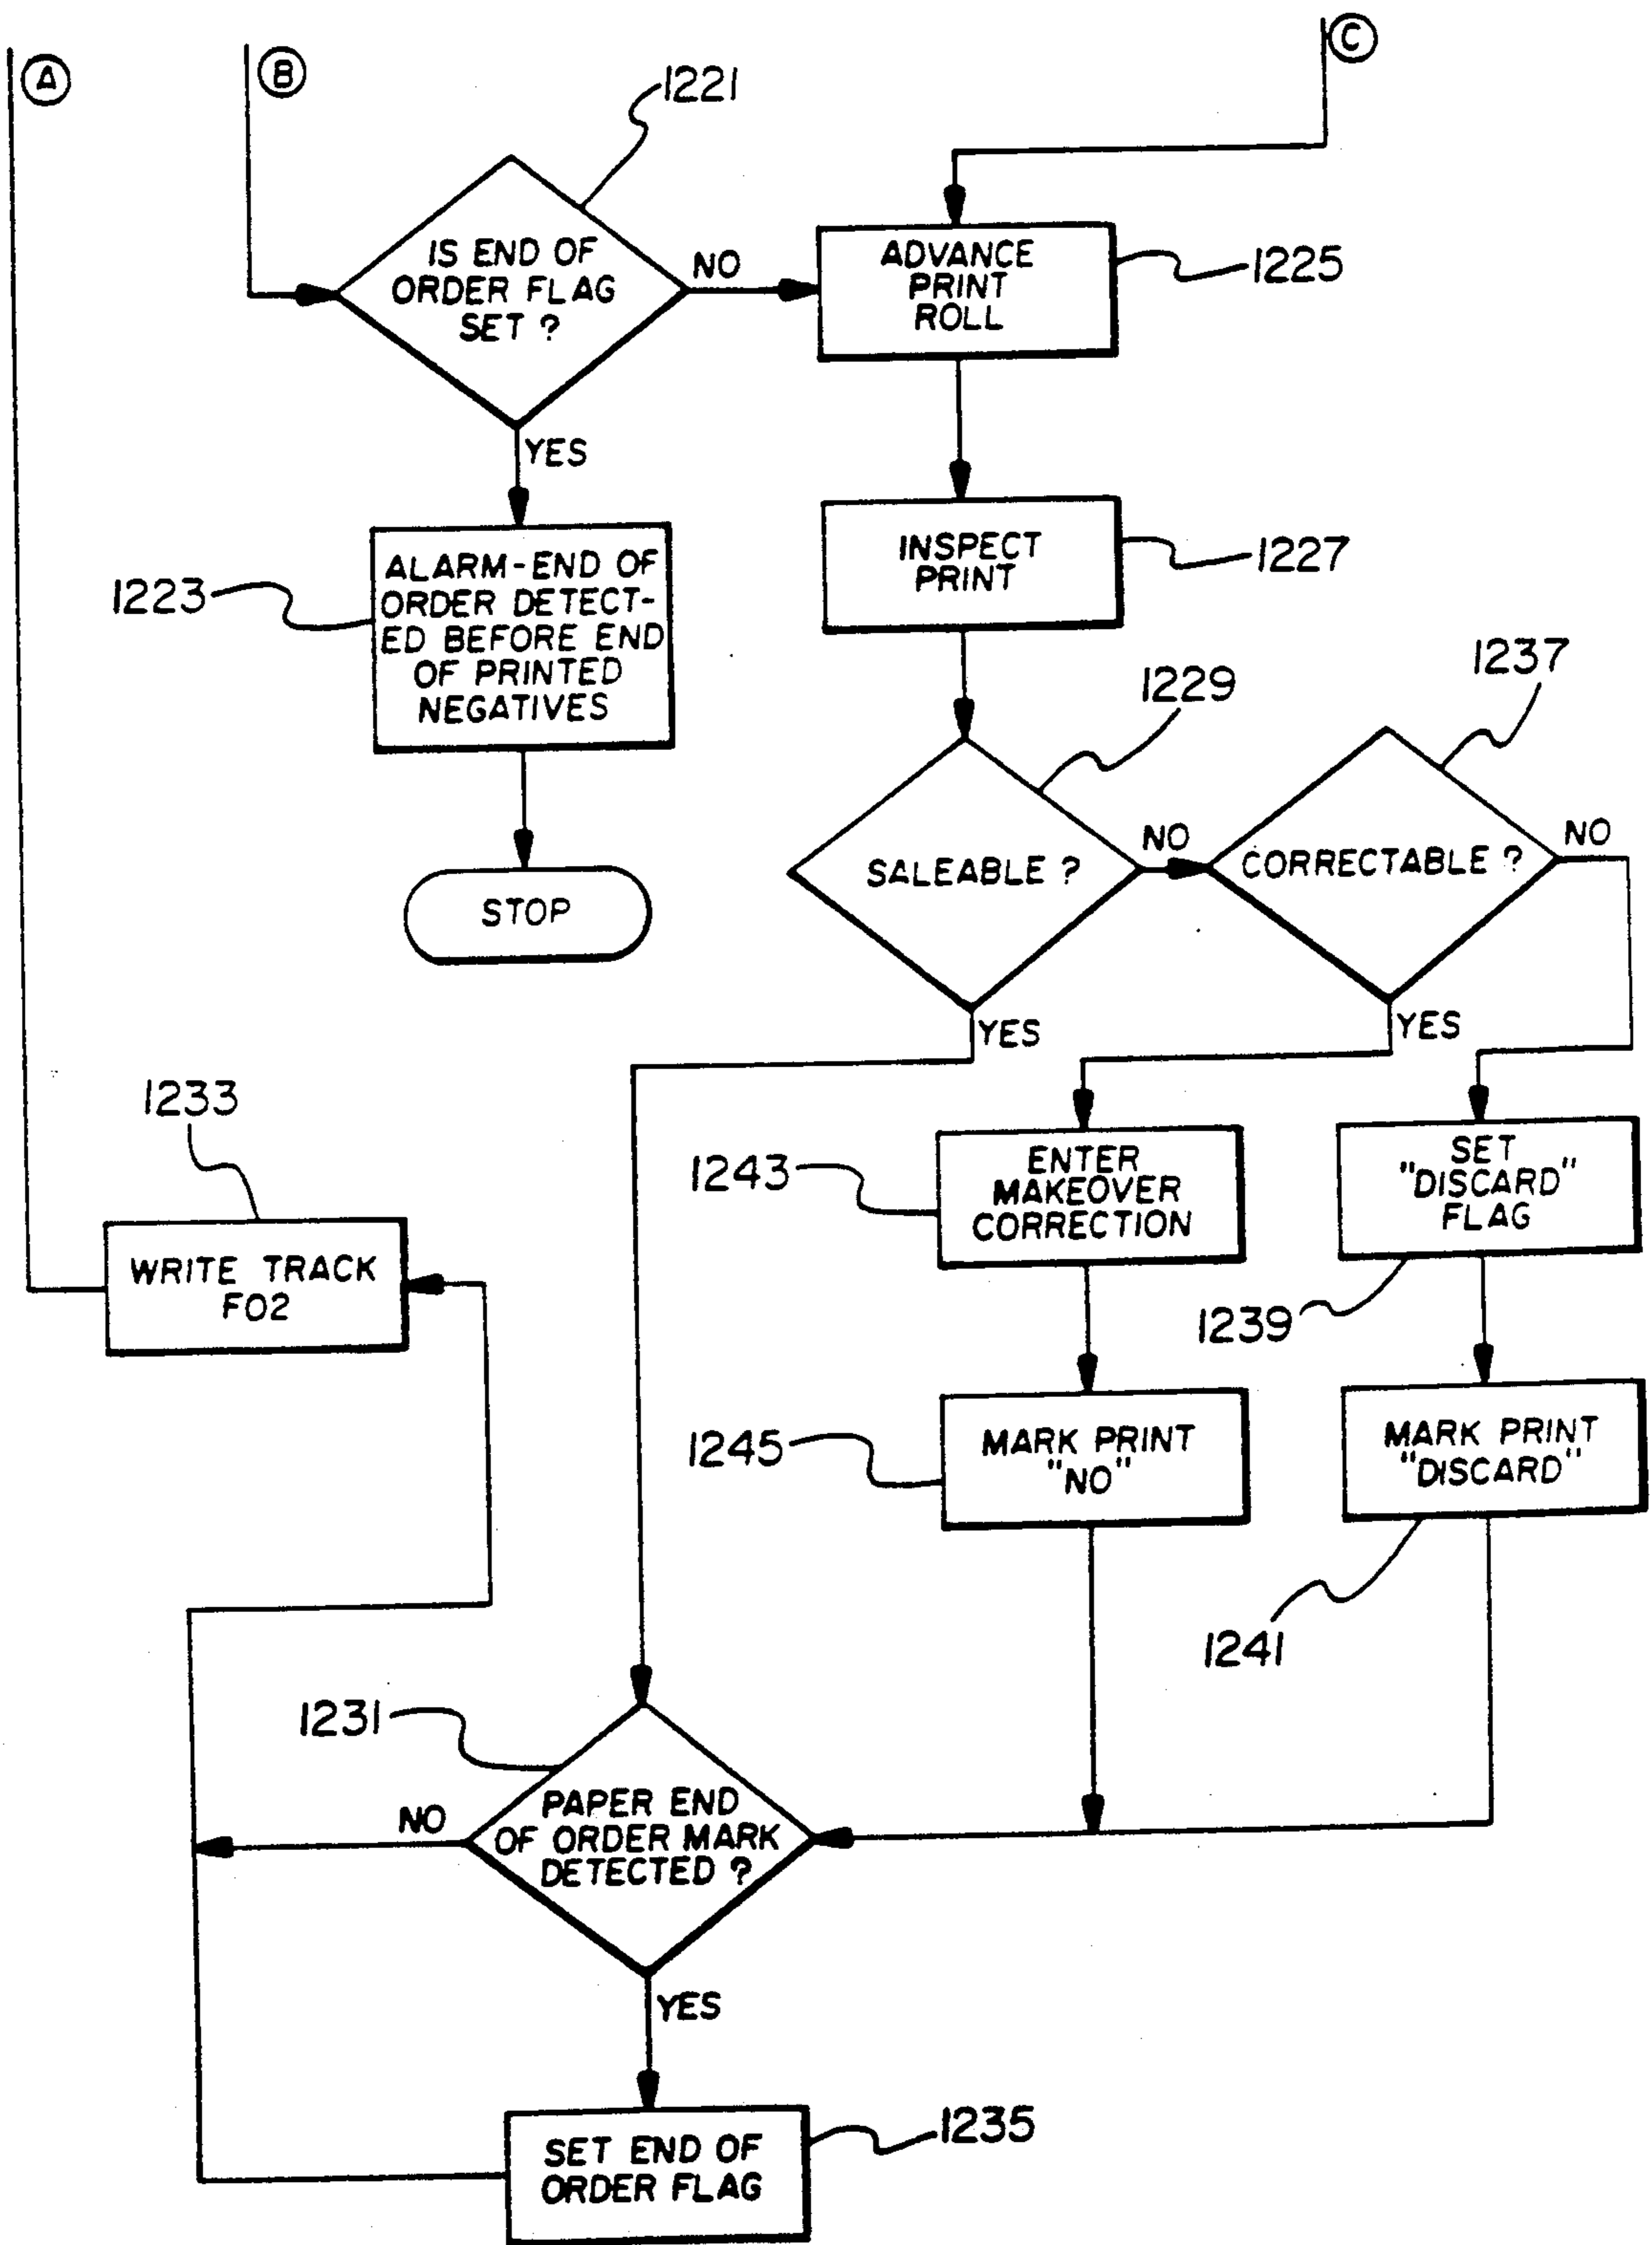 A
B
C
1221
IS END OF
ORDER FLAG
SET ?
NO
ADVANCE
PRINT
ROLL
1225
YES
1223
ALARM-END OF
ORDER DETECT-
ED BEFORE END
OF PRINTED
NEGATIVES
INSPECT
PRINT
1227
STOP
1229
1237
SALEABLE ?
NO
CORRECTABLE ?
NO
YES
YES
1233
WRITE TRACK
F02
1243
ENTER
MAKEOVER
CORRECTION
SET
"DISCARD"
FLAG
1239
1245
MARK PRINT
"NO"
MARK PRINT
"DISCARD"
1241
1231
NO
PAPER END
OF ORDER MARK
DETECTED ?
YES
SET END OF
ORDER FLAG
1235